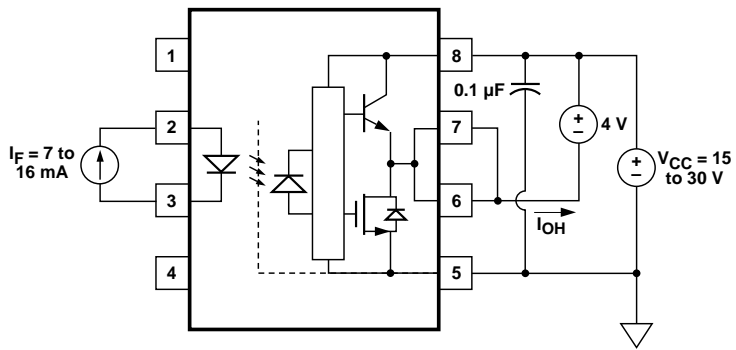 1
8
0.1 µF
2
7
+
–
4 V
I_F = 7 to
16 mA
+
–
V_CC = 15
to 30 V
3
6
I_OH
4
5